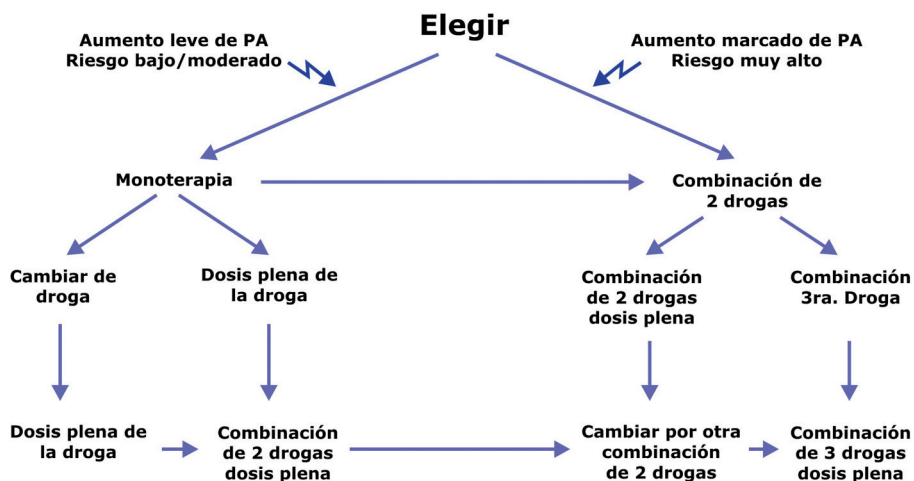 Elegir
Aumento leve de PA
Riesgo bajo/moderado
Aumento marcado de PA
Riesgo muy alto
Monoterapia
Combinación de
2 drogas
Cambiar de
droga
Dosis plena de
la droga
Combinación
de 2 drogas
dosis plena
Combinación
3ra. Droga
Dosis plena de
la droga
Combinación
de 2 drogas
dosis plena
Cambiar por otra
combinación
de 2 drogas
Combinación
de 3 drogas
dosis plena